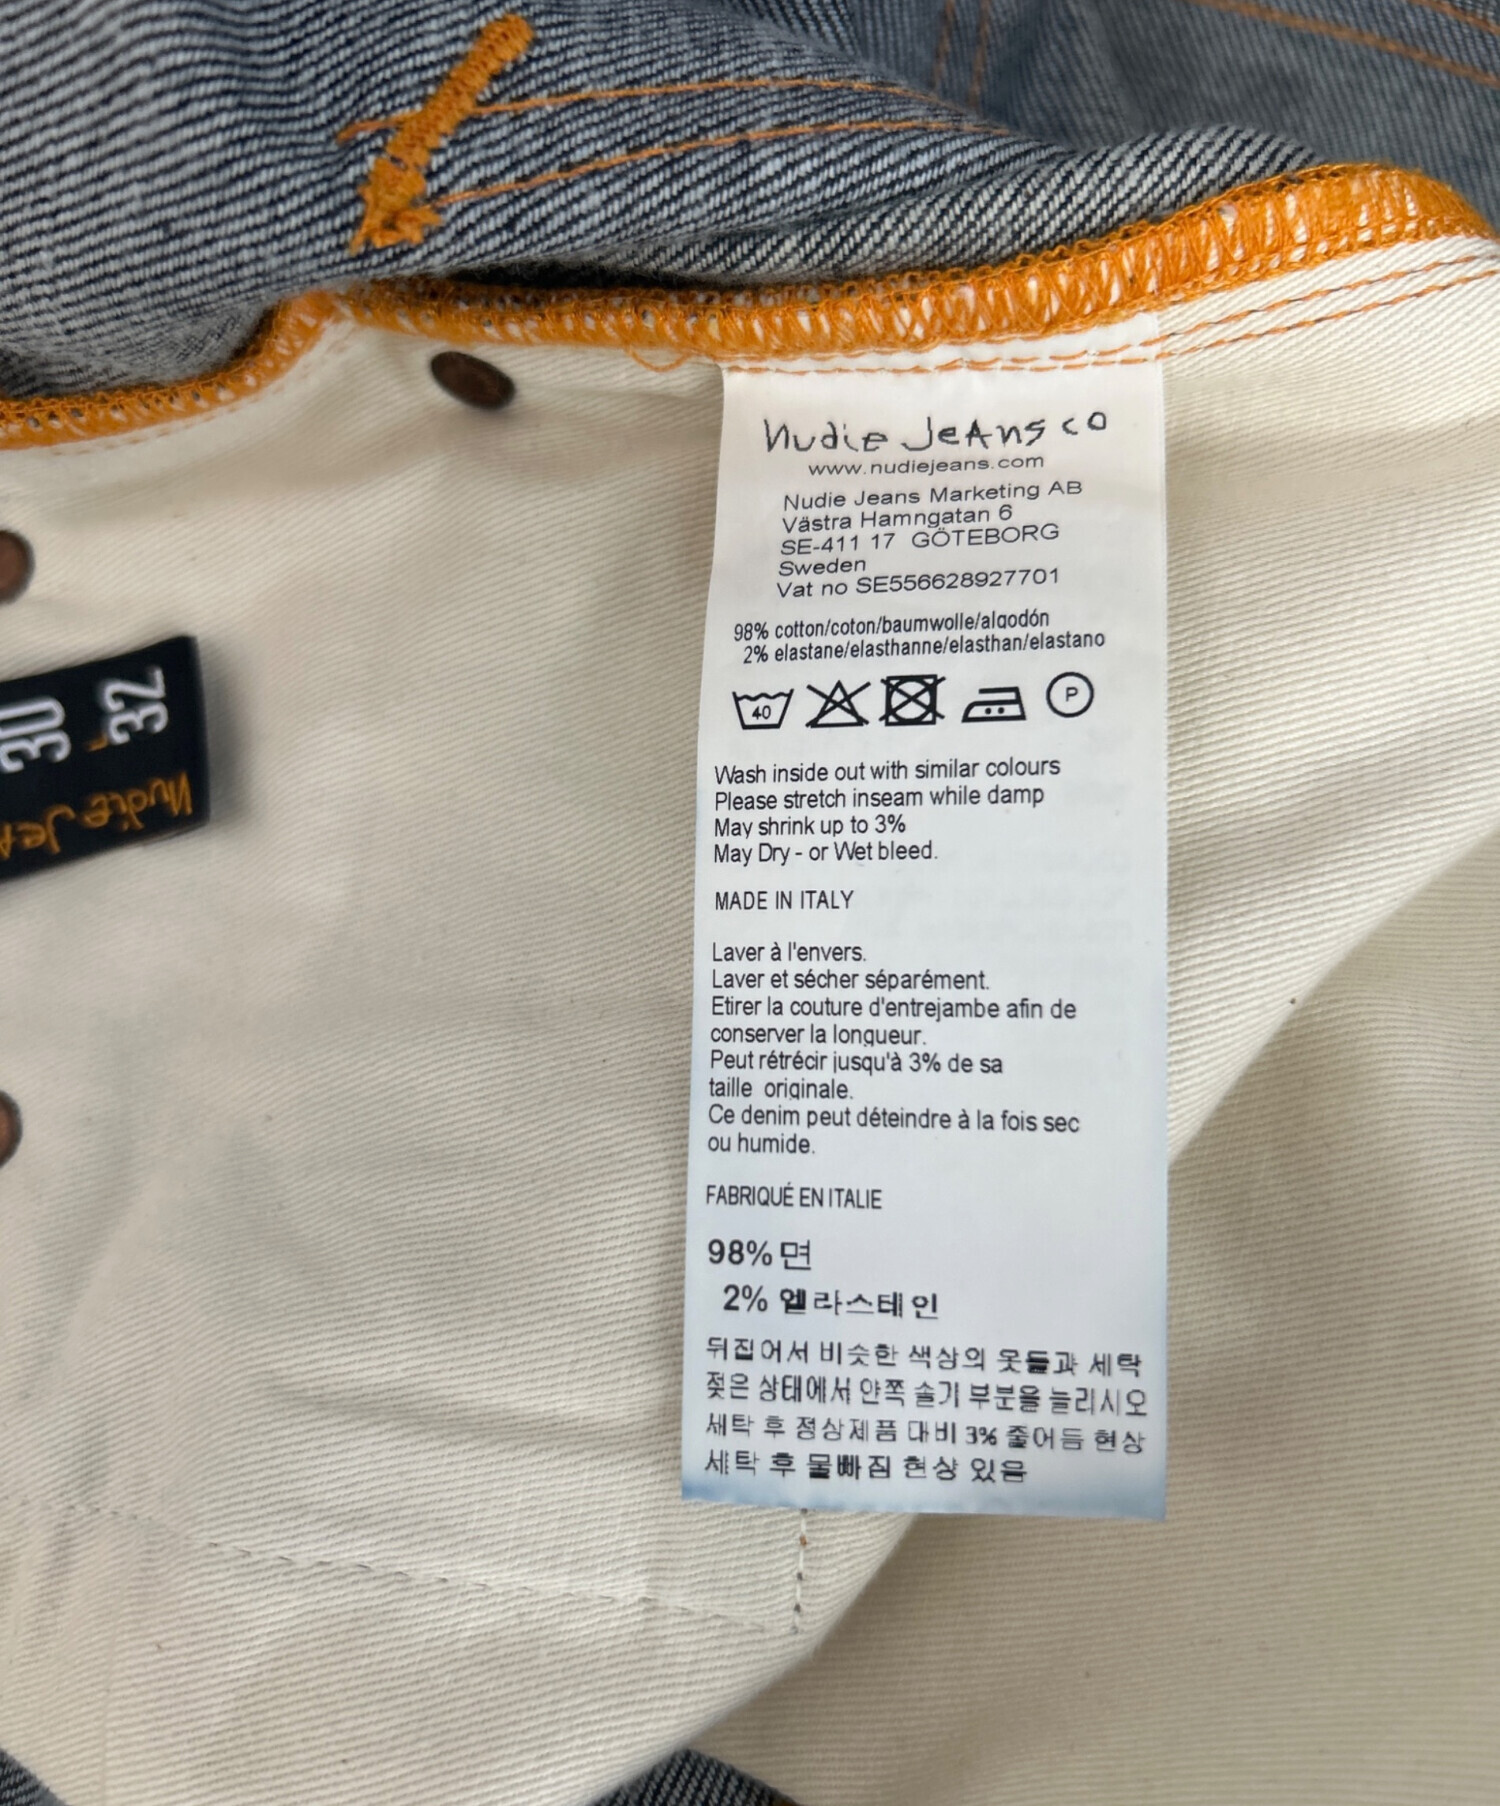 nudie Jeans co
www.nudiejeans.com
Nudie Jeans Marketing AB
Västra Hamngatan 6
SE-411 17 GÖTEBORG
Sweden
Vat no SE556628927701
98% cotton/coton/baumwolle/algodón
2% elastane/elasthanne/elasthan/elastano
40
P
Wash inside out with similar colours
Please stretch inseam while damp
May shrink up to 3%
May Dry - or Wet bleed.
MADE IN ITALY
Laver à l'envers.
Laver et sécher séparément.
Etirer la couture d'entrejambe afin de
conserver la longueur.
Peut rétrécir jusqu'à 3% de sa
taille originale.
Ce denim peut déteindre à la fois sec
ou humide.
FABRIQUÉ EN ITALIE
98% 면
2% 엘라스테인
뒤집어서 비슷한 색상의 옷들과 세탁
젖은 상태에서 안쪽 솔기 부분을 늘리시오
세탁 후 정상제품 대비 3% 줄어듬 현상
세탁 후 물빠짐 현상 있음
30
L 32
nudie